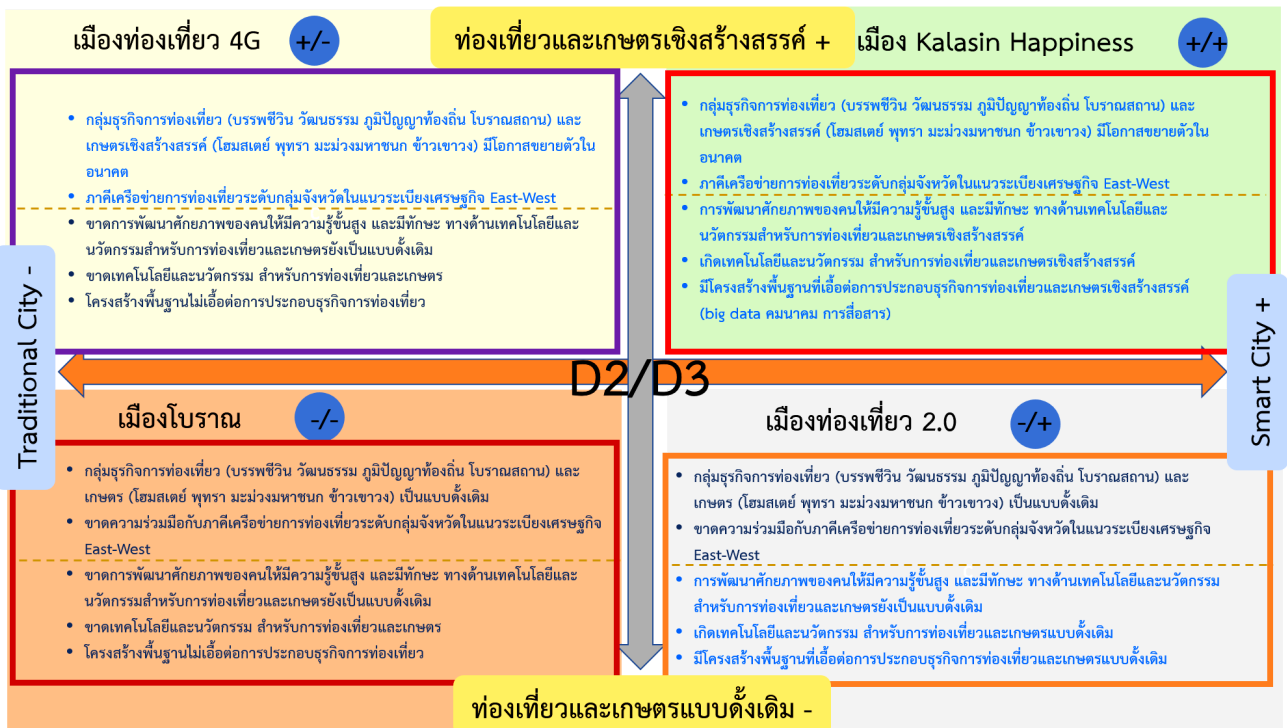 เมืองท่องเที่ยว 4G
+/-
ท่องเที่ยวและเกษตรเชิงสร้างสรรค์ +
เมือง Kalasin Happiness
+/+
• กลุ่มธุรกิจการท่องเที่ยว (บรรพชีวิน วัฒนธรรม ภูมิปัญญาท้องถิ่น โบราณสถาน) และ
เกษตรเชิงสร้างสรรค์ (โฮมสเตย์ พุทรา มะม่วงมหาชนก ข้าวเขาวง) มีโอกาสขยายตัวใน
อนาคต
• ภาคีเครือข่ายการท่องเที่ยวระดับกลุ่มจังหวัดในแนวระเบียงเศรษฐกิจ East-West
• ขาดการพัฒนาศักยภาพของคนให้มีความรู้ขั้นสูง และมีทักษะ ทางด้านเทคโนโลยีและ
นวัตกรรมสำหรับการท่องเที่ยวและเกษตรยังเป็นแบบดั้งเดิม
• ขาดเทคโนโลยีและนวัตกรรม สำหรับการท่องเที่ยวและเกษตร
• โครงสร้างพื้นฐานไม่เอื้อต่อการประกอบธุรกิจการท่องเที่ยว
• กลุ่มธุรกิจการท่องเที่ยว (บรรพชีวิน วัฒนธรรม ภูมิปัญญาท้องถิ่น โบราณสถาน) และ
เกษตรเชิงสร้างสรรค์ (โฮมสเตย์ พุทรา มะม่วงมหาชนก ข้าวเขาวง) มีโอกาสขยายตัวใน
อนาคต
• ภาคีเครือข่ายการท่องเที่ยวระดับกลุ่มจังหวัดในแนวระเบียงเศรษฐกิจ East-West
• การพัฒนาศักยภาพของคนให้มีความรู้ขั้นสูง และมีทักษะ ทางด้านเทคโนโลยีและ
นวัตกรรมสำหรับการท่องเที่ยวและเกษตรเชิงสร้างสรรค์
• เกิดเทคโนโลยีและนวัตกรรม สำหรับการท่องเที่ยวและเกษตรเชิงสร้างสรรค์
• มีโครงสร้างพื้นฐานที่เอื้อต่อการประกอบธุรกิจการท่องเที่ยวและเกษตรเชิงสร้างสรรค์
(big data คมนาคม การสื่อสาร)
Traditional City -
D2/D3
Smart City +
เมืองโบราณ
-/-
• กลุ่มธุรกิจการท่องเที่ยว (บรรพชีวิน วัฒนธรรม ภูมิปัญญาท้องถิ่น โบราณสถาน) และ
เกษตร (โฮมสเตย์ พุทรา มะม่วงมหาชนก ข้าวเขาวง) เป็นแบบดั้งเดิม
• ขาดความร่วมมือกับภาคีเครือข่ายการท่องเที่ยวระดับกลุ่มจังหวัดในแนวระเบียงเศรษฐกิจ
East-West
• ขาดการพัฒนาศักยภาพของคนให้มีความรู้ขั้นสูง และมีทักษะ ทางด้านเทคโนโลยีและ
นวัตกรรมสำหรับการท่องเที่ยวและเกษตรยังเป็นแบบดั้งเดิม
• ขาดเทคโนโลยีและนวัตกรรม สำหรับการท่องเที่ยวและเกษตร
• โครงสร้างพื้นฐานไม่เอื้อต่อการประกอบธุรกิจการท่องเที่ยว
เมืองท่องเที่ยว 2.0
-/+
• กลุ่มธุรกิจการท่องเที่ยว (บรรพชีวิน วัฒนธรรม ภูมิปัญญาท้องถิ่น โบราณสถาน) และ
เกษตร (โฮมสเตย์ พุทรา มะม่วงมหาชนก ข้าวเขาวง) เป็นแบบดั้งเดิม
• ขาดความร่วมมือกับภาคีเครือข่ายการท่องเที่ยวระดับกลุ่มจังหวัดในแนวระเบียงเศรษฐกิจ
East-West
• การพัฒนาศักยภาพของคนให้มีความรู้ขั้นสูง และมีทักษะ ทางด้านเทคโนโลยีและนวัตกรรม
สำหรับการท่องเที่ยวและเกษตรยังเป็นแบบดั้งเดิม
• เกิดเทคโนโลยีและนวัตกรรม สำหรับการท่องเที่ยวและเกษตรแบบดั้งเดิม
• มีโครงสร้างพื้นฐานที่เอื้อต่อการประกอบธุรกิจการท่องเที่ยวและเกษตรแบบดั้งเดิม
ท่องเที่ยวและเกษตรแบบดั้งเดิม -